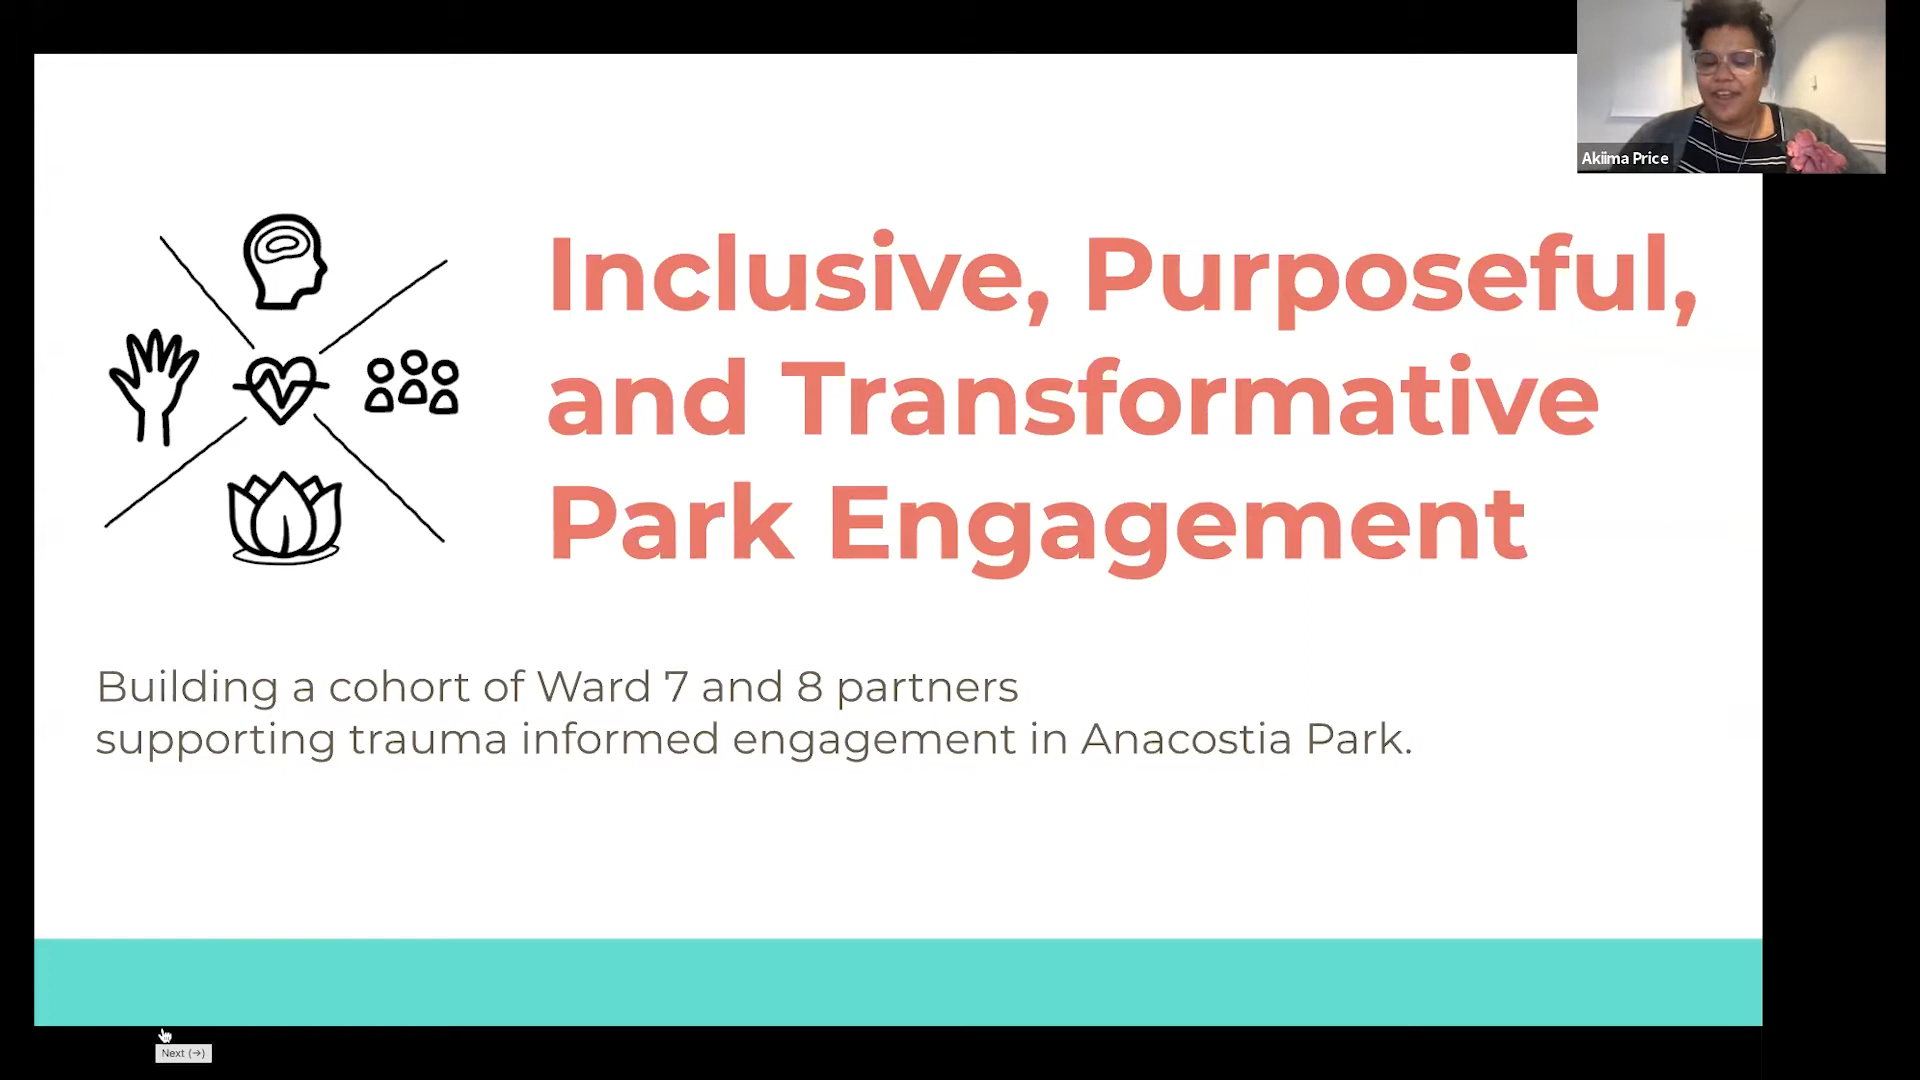 Akiima Price
Inclusive, Purposeful,
and Transformative
Park Engagement
Building a cohort of Ward 7 and 8 partners
supporting trauma informed engagement in Anacostia Park.
Next (→)